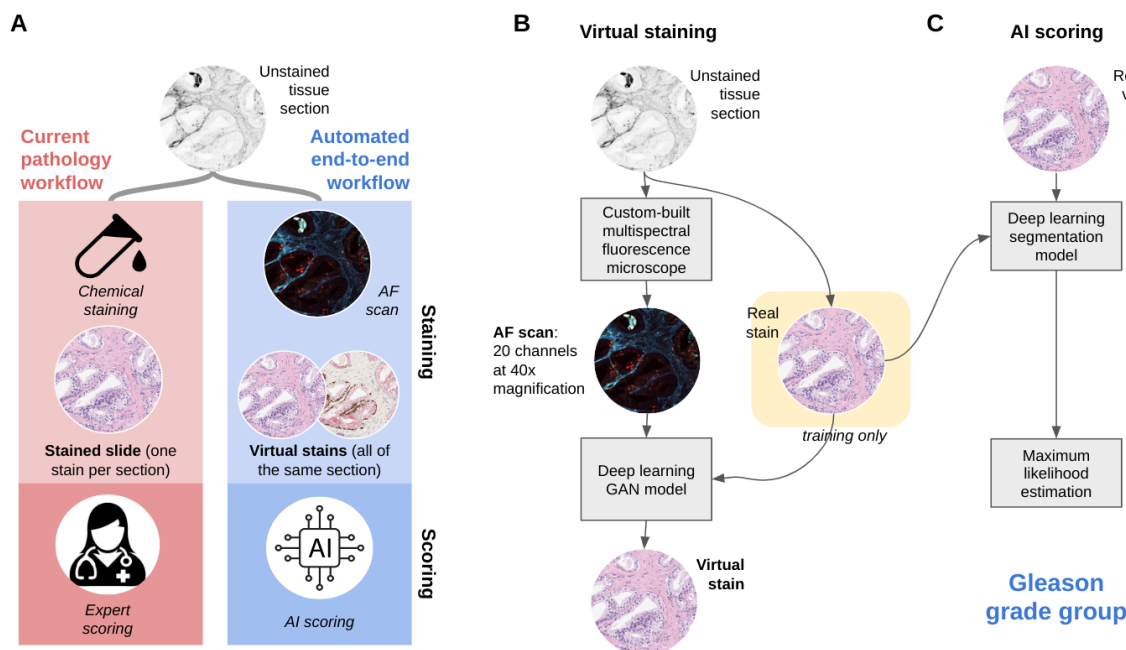 A
Unstained
tissue
section
Current
pathology
workflow
Automated
end-to-end
workflow
Chemical
staining
AF
scan
Staining
Stained slide (one
stain per section)
Virtual stains (all of
the same section)
Expert
scoring
AI
AI scoring
Scoring
B
Virtual staining
Unstained
tissue
section
Custom-built
multispectral
fluorescence
microscope
AF scan:
20 channels
at 40x
magnification
Real
stain
training only
Deep learning
GAN model
Virtual
stain
C
AI scoring
Deep learning
segmentation
model
Maximum
likelihood
estimation
Gleason
grade group